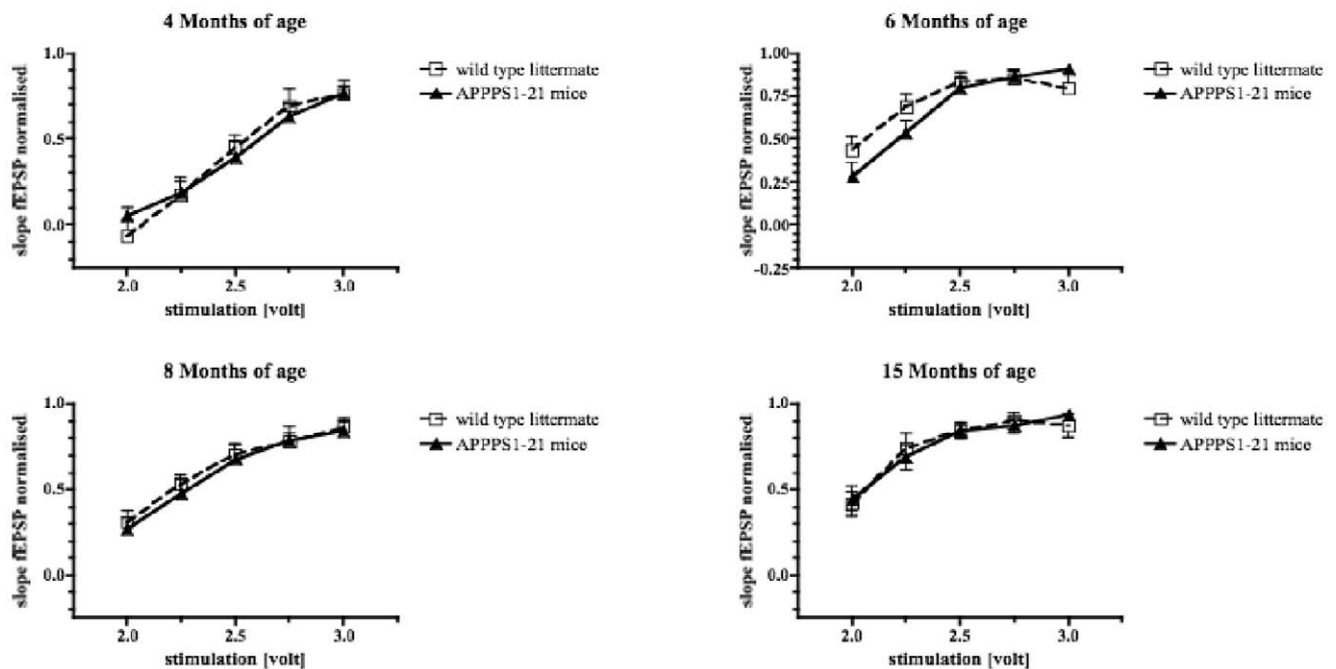 4 Months of age
slope fEPSP normalised
1.0
0.5
0.0
2.0 2.5 3.0
stimulation [volt]
wild type littermate
APPPS1-21 mice
6 Months of age
slope fEPSP normalised
1.00
0.75
0.50
0.25
0.00
-0.25
2.0 2.5 3.0
stimulation [volt]
wild type littermate
APPPS1-21 mice
8 Months of age
slope fEPSP normalised
1.0
0.5
0.0
2.0 2.5 3.0
stimulation [volt]
wild type littermate
APPPS1-21 mice
15 Months of age
slope fEPSP normalised
1.0
0.5
0.0
2.0 2.5 3.0
stimulation [volt]
wild type littermate
APPPS1-21 mice